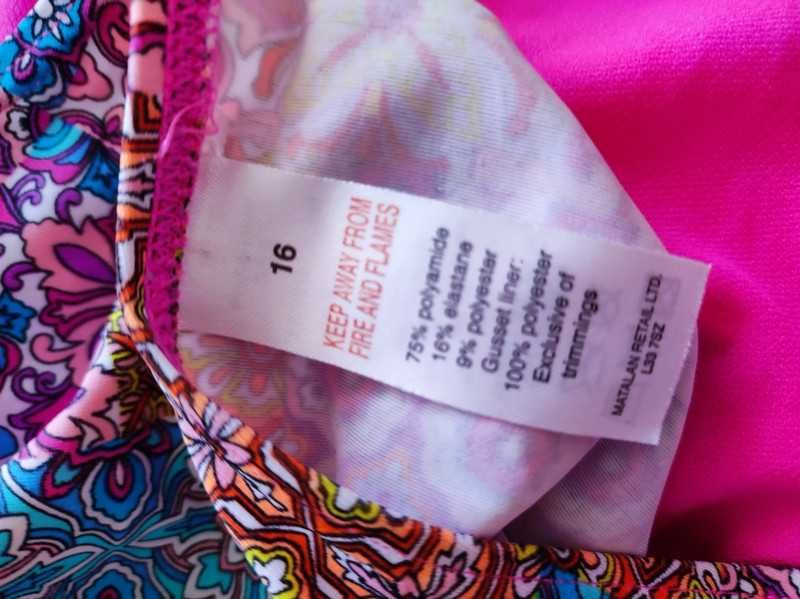 16
KEEP AWAY FROM
FIRE AND FLAMES
75% polyamide
16% elastane
9% polyester
Gusset liner:
100% polyester
Exclusive of
trimmings
MATALAN RETAIL LTD.
L33 7SZ